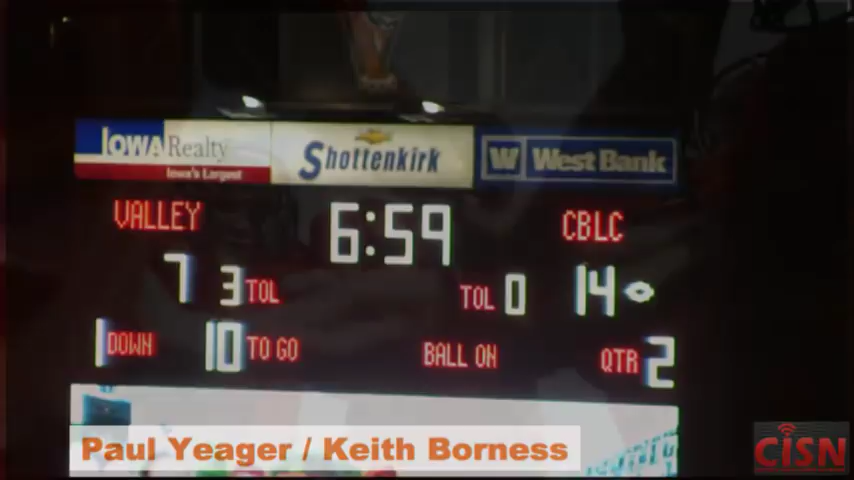 IOWA Realty
Iowa's Largest
Shottenkirk
W West Bank
VALLEY 6:59 CBLC
7 3 TOL TOL 0 14
1 DOWN 10 TO GO BALL ON QTR 2
Paul Yeager / Keith Borness
CISN